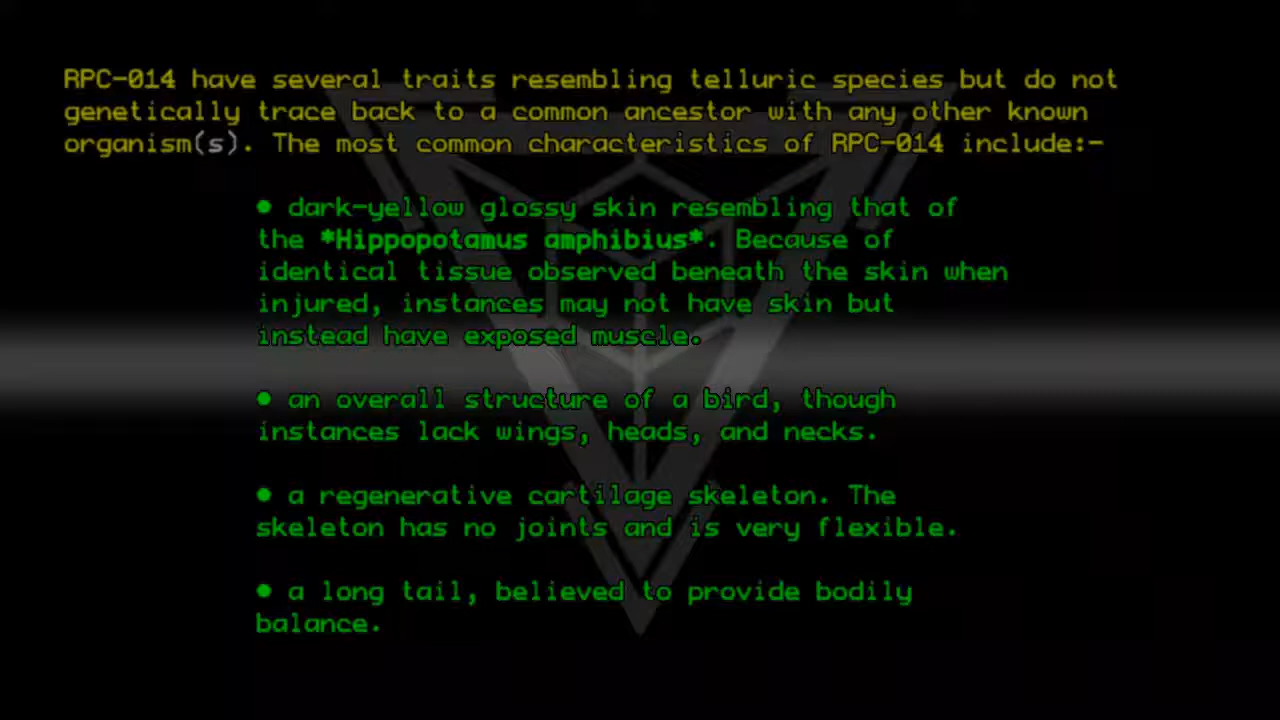 RPC-014 have several traits resembling telluric species but do not
genetically trace back to a common ancestor with any other known
organism(s). The most common characteristics of RPC-014 include:-
● dark-yellow glossy skin resembling that of
the *Hippopotamus amphibius*. Because of
identical tissue observed beneath the skin when
injured, instances may not have skin but
instead have exposed muscle.
● an overall structure of a bird, though
instances lack wings, heads, and necks.
● a regenerative cartilage skeleton. The
skeleton has no joints and is very flexible.
● a long tail, believed to provide bodily
balance.